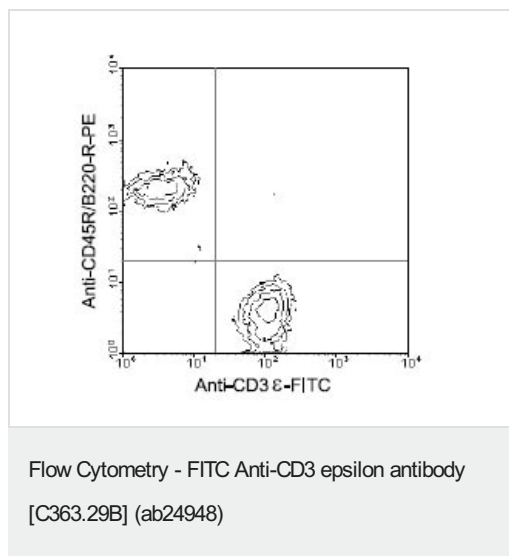 Anti-CD45R/B220-R-PE
10⁴
10³
10²
10¹
10⁰
10⁰ 10¹ 10² 10³ 10⁴
Anti-CD3 ε-FITC
Flow Cytometry - FITC Anti-CD3 epsilon antibody
[C363.29B] (ab24948)